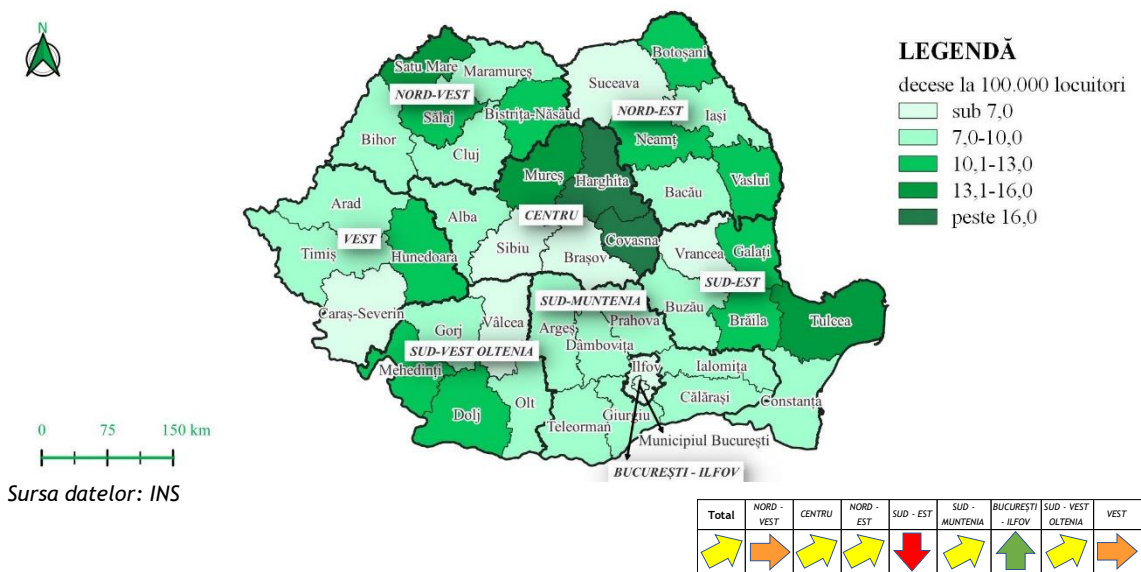 N
LEGENDĂ
decese la 100.000 locuitori
sub 7,0
7,0-10,0
10,1-13,0
13,1-16,0
peste 16,0
Botoșani
Satu Mare
Maramureș
Suceava
NORD-VEST
NORD-EST
Iași
Sălaj
Bistrița-Năsăud
Neamț
Bihor
Cluj
Mureș
Harghita
Vaslui
Bacău
Arad
Alba
CENTRU
VEST
Covasna
Timiș
Hunedoara
Sibiu
Brașov
Vrancea
Galați
SUD-EST
Caraș-Severin
SUD-MUNTENIA
Vâlcea
Gorj
Argeș
Prahova
Buzău
Brăila
Tulcea
Dâmbovița
SUD-VEST OLTENIA
Mehedinți
Ilfov
Ialomița
Olt
Călărași
Constanța
Dolj
Giurgiu
Teleorman
Municipiul București
BUCUREȘTI - ILFOV
0 75 150 km
Sursa datelor: INS
Total NORD - VEST CENTRU NORD - EST SUD - EST SUD - MUNTENIA BUCUREȘTI - ILFOV SUD - VEST OLTENIA VEST